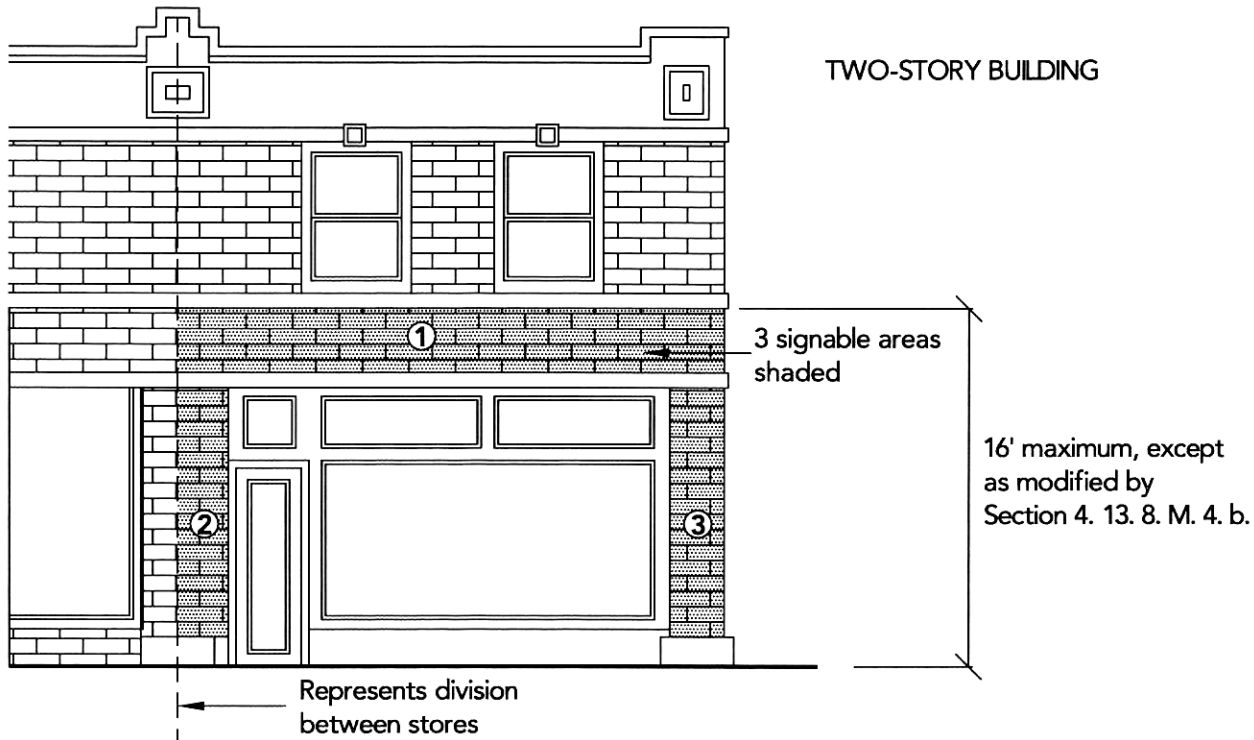 TWO-STORY BUILDING
1
3 signable areas
shaded
16' maximum, except
as modified by
Section 4. 13. 8. M. 4. b.
2
3
Represents division
between stores